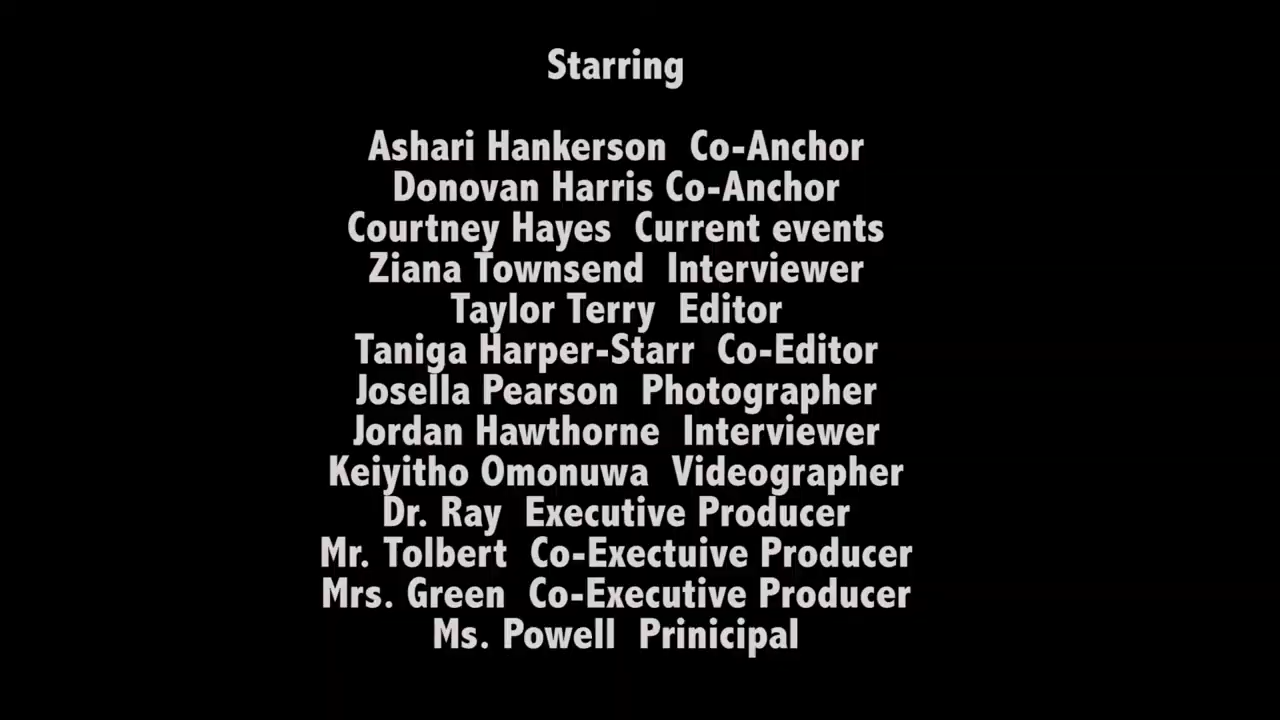 Starring
Ashari Hankerson Co-Anchor
Donovan Harris Co-Anchor
Courtney Hayes Current events
Ziana Townsend Interviewer
Taylor Terry Editor
Taniga Harper-Starr Co-Editor
Josella Pearson Photographer
Jordan Hawthorne Interviewer
Keiyitho Omonuwa Videographer
Dr. Ray Executive Producer
Mr. Tolbert Co-Exectuive Producer
Mrs. Green Co-Executive Producer
Ms. Powell Prinicipal